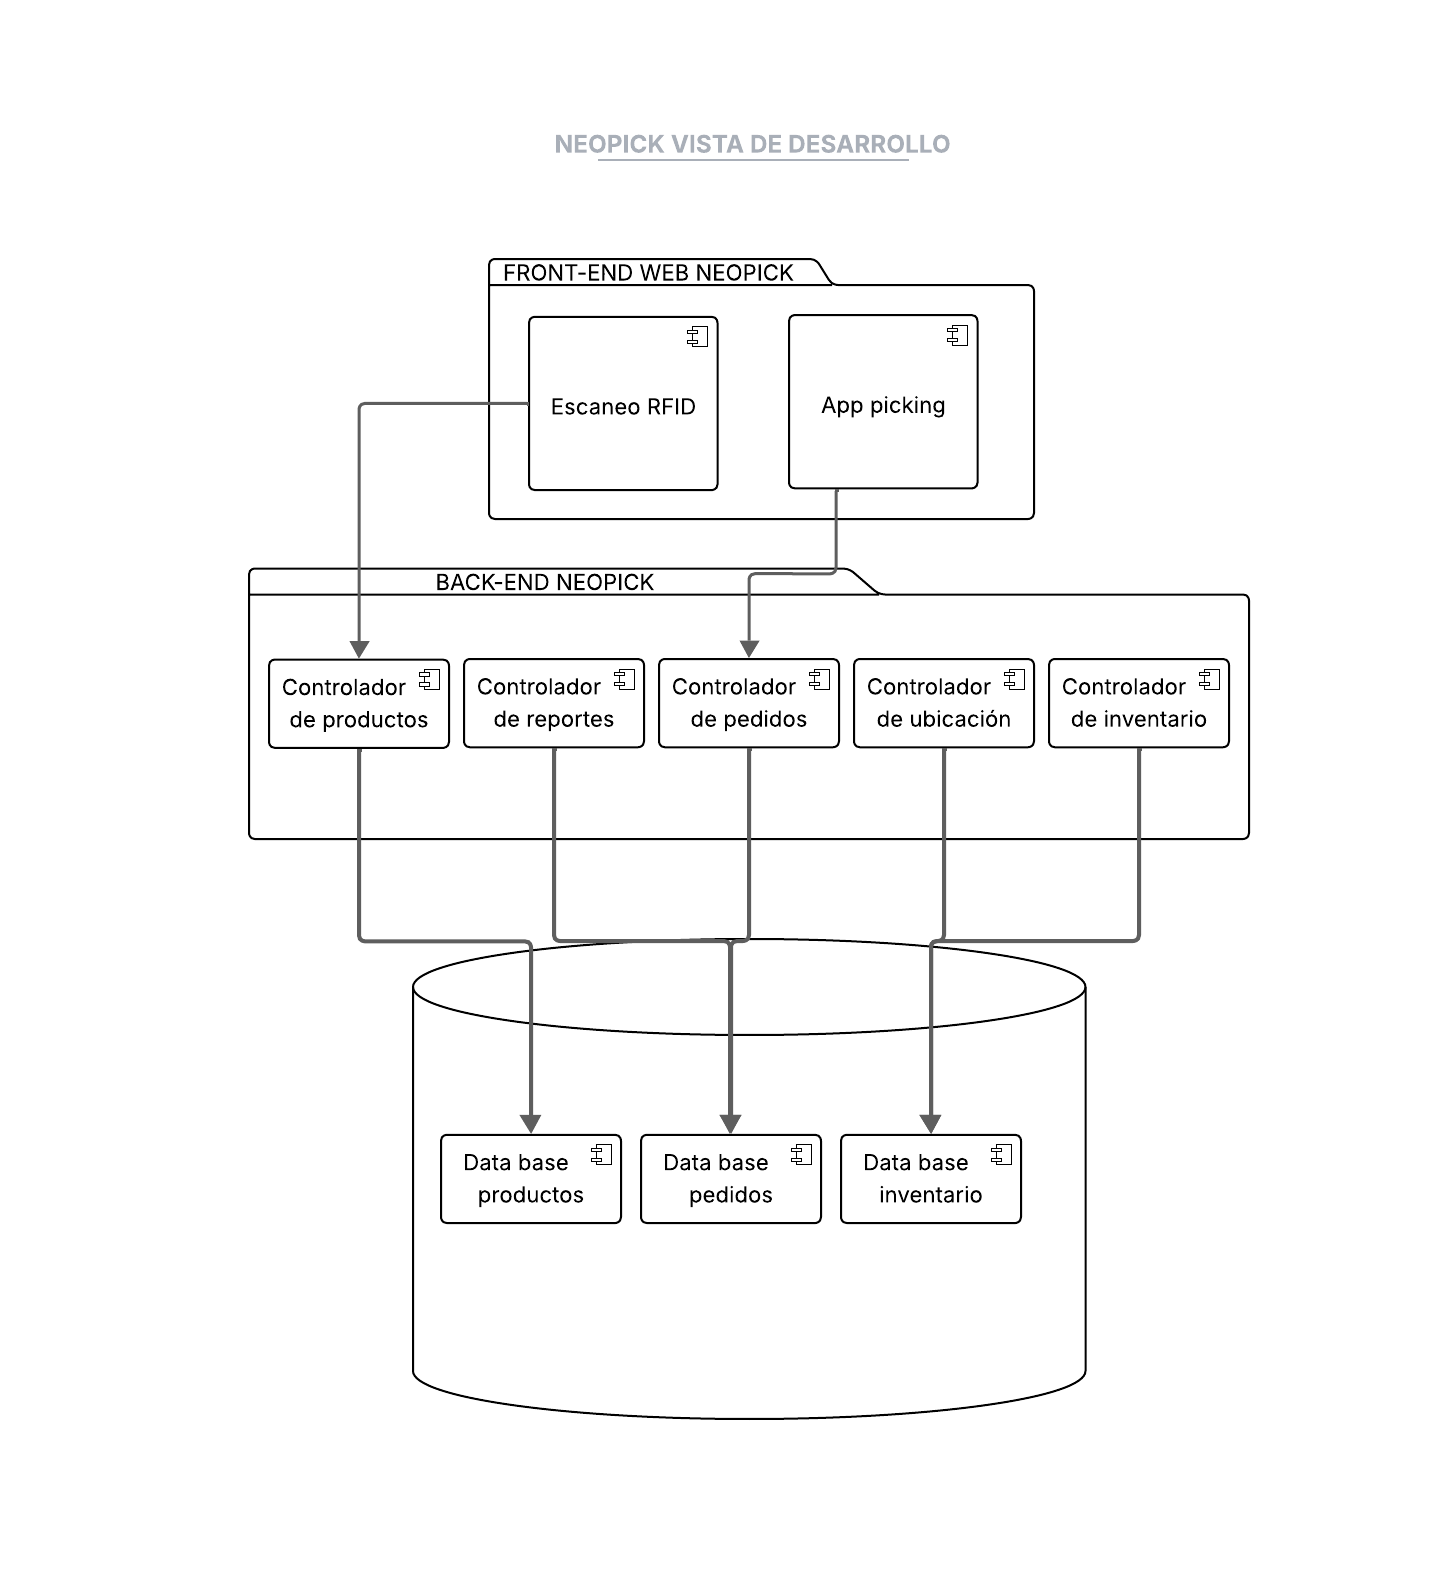 NEOPICK VISTA DE DESARROLLO
FRONT-END WEB NEOPICK
Escaneo RFID
App picking
BACK-END NEOPICK
Controlador
de productos
Controlador
de reportes
Controlador
de pedidos
Controlador
de ubicación
Controlador
de inventario
Data base
productos
Data base
pedidos
Data base
inventario